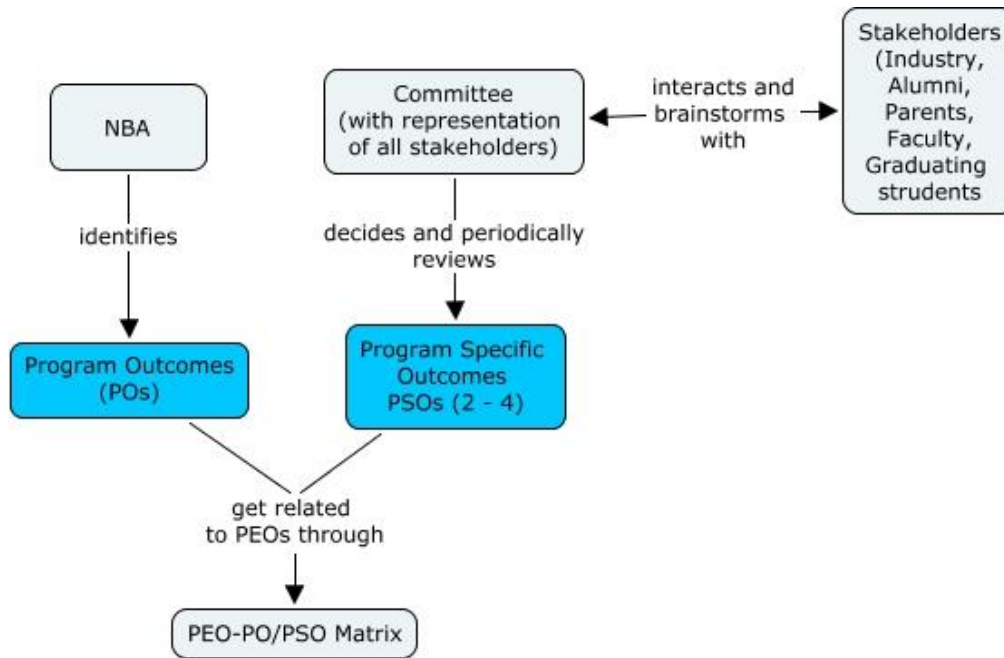 NBA
identifies
Program Outcomes
(POs)
Committee
(with representation
of all stakeholders)
interacts and
brainstorms
with
Stakeholders
(Industry,
Alumni,
Parents,
Faculty,
Graduating
strudents
decides and periodically
reviews
Program Specific
Outcomes
PSOs (2 - 4)
get related
to PEOs through
PEO-PO/PSO Matrix